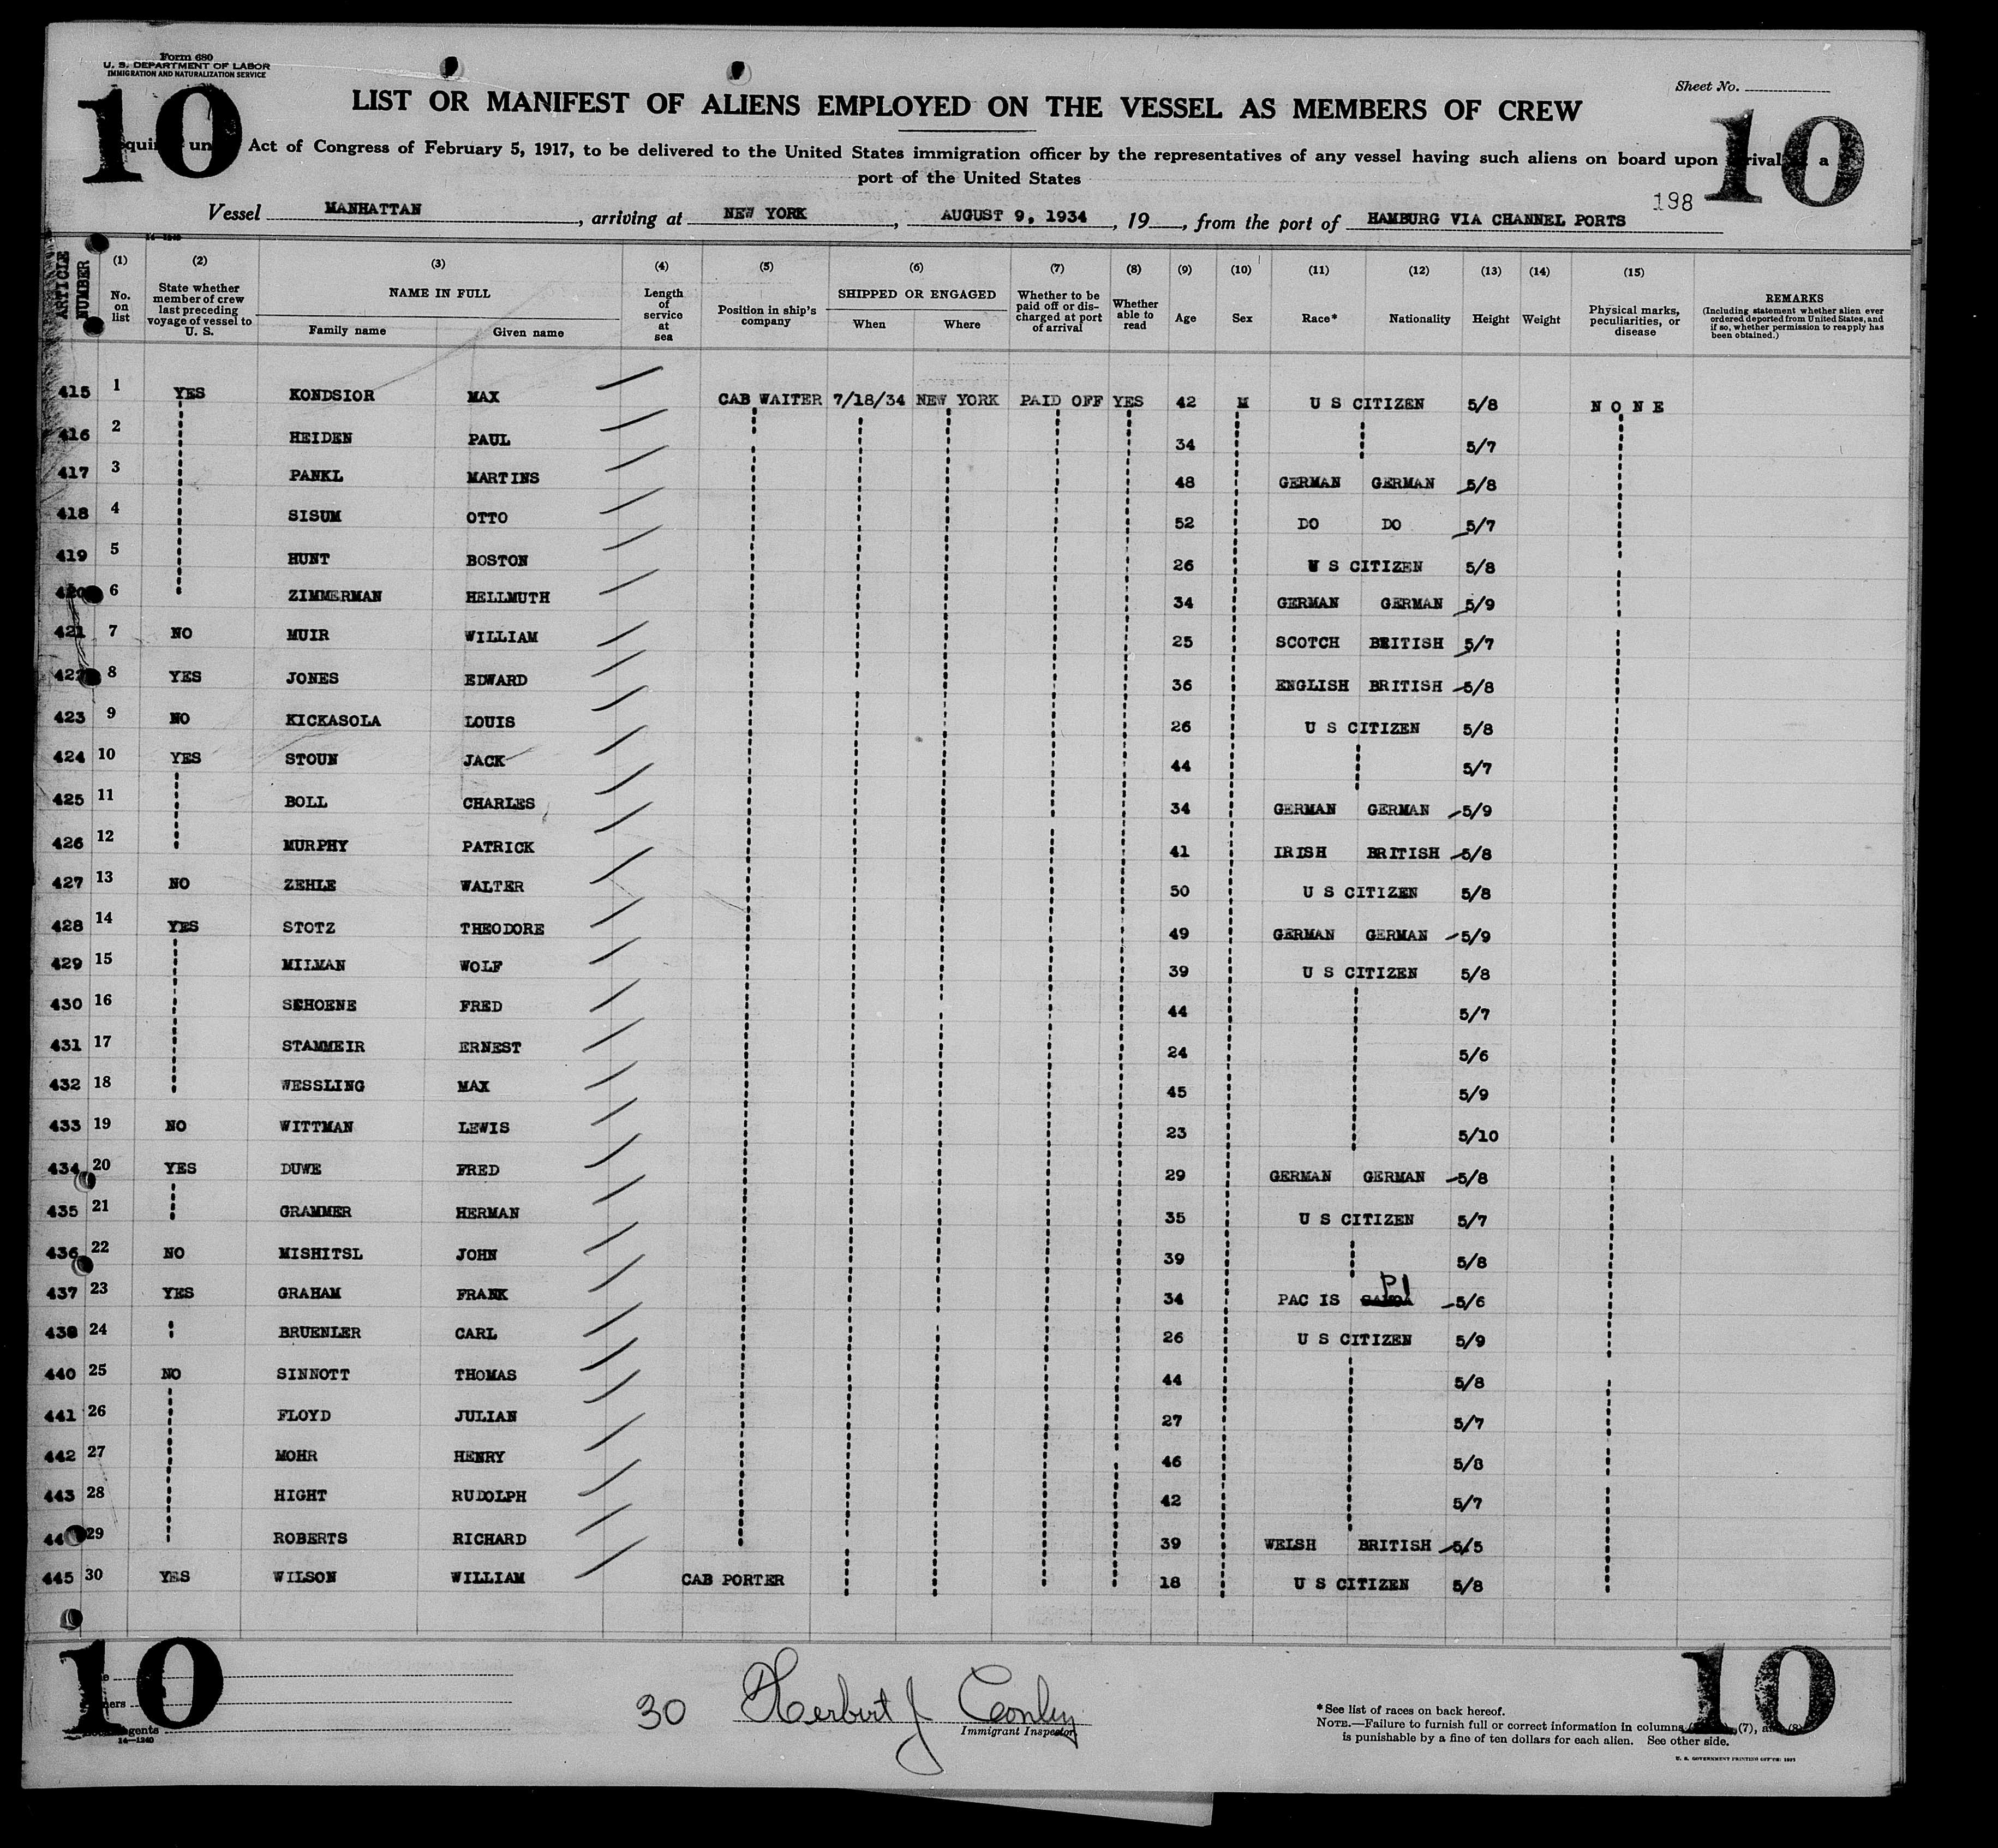 Form 680
U. S. DEPARTMENT OF LABOR
IMMIGRATION AND NATURALIZATION SERVICE
10
10
Sheet No.
LIST OR MANIFEST OF ALIENS EMPLOYED ON THE VESSEL AS MEMBERS OF CREW
Act of Congress of February 5, 1917, to be delivered to the United States immigration officer by the representatives of any vessel having such aliens on board upon a
port of the United States
198
Vessel MANHATTAN, arriving at NEW YORK, AUGUST 9, 1934, 19, from the port of HAMBURG VIA CHANNEL PORTS
14-1240
ARTICLE NUMBER
(1) No. on list
(2) State whether member of crew last preceding voyage of vessel to U. S.
(3) NAME IN FULL Family name Given name
(4) Length of service at sea
(5) Position in ship's company
(6) SHIPPED OR ENGAGED When Where
(7) Whether to be paid off or discharged at port of arrival
(8) Whether able to read
(9) Age
(10) Sex
(11) Race*
(12) Nationality
(13) Height
(14) Weight
(15) Physical marks, peculiarities, or disease
REMARKS (Including statement whether alien ever ordered deported from United States, and if so, whether permission to reapply has been obtained.)
415 1 YES KONDSIOR MAX CAB WAITER 7/18/34 NEW YORK PAID OFF YES 42 M U S CITIZEN 5/8 N O N E
416 2 HEIDEN PAUL 34 5/7
417 3 PANKL MARTINS 48 GERMAN GERMAN 5/8
418 4 SISUM OTTO 52 DO DO 5/7
419 5 HUNT BOSTON 26 U S CITIZEN 5/8
420 6 ZIMMERMAN HELLMUTH 34 GERMAN GERMAN 5/9
421 7 NO MUIR WILLIAM 25 SCOTCH BRITISH 5/7
422 8 YES JONES EDWARD 36 ENGLISH BRITISH 5/8
423 9 NO KICKASOLA LOUIS 26 U S CITIZEN 5/8
424 10 YES STOUN JACK 44 5/7
425 11 BOLL CHARLES 34 GERMAN GERMAN 5/9
426 12 MURPHY PATRICK 41 IRISH BRITISH 5/8
427 13 NO ZEHLE WALTER 50 U S CITIZEN 5/8
428 14 YES STOTZ THEODORE 49 GERMAN GERMAN 5/9
429 15 MILMAN WOLF 39 U S CITIZEN 5/8
430 16 SCHOENE FRED 44 5/7
431 17 STAMMEIR ERNEST 24 5/6
432 18 WESSLING MAX 45 5/9
433 19 NO WITTMAN LEWIS 23 5/10
434 20 YES DUWE FRED 29 GERMAN GERMAN 5/8
435 21 GRAMMER HERMAN 35 U S CITIZEN 5/7
436 22 NO MISHITSL JOHN 39 5/8
437 23 YES GRAHAM FRANK 34 PAC IS SAMOA PI 5/6
438 24 BRUENLER CARL 26 U S CITIZEN 5/9
440 25 NO SINNOTT THOMAS 44 5/8
441 26 FLOYD JULIAN 27 5/7
442 27 MOHR HENRY 46 5/8
443 28 HIGHT RUDOLPH 42 5/7
29 ROBERTS RICHARD 39 WELSH BRITISH 5/5
445 30 YES WILSON WILLIAM CAB PORTER 18 U S CITIZEN 5/8
10
10
30 Herbert J Conley
Immigrant Inspector
14-1240
*See list of races on back hereof.
NOTE.—Failure to furnish full or correct information in columns (7),
is punishable by a fine of ten dollars for each alien. See other side.